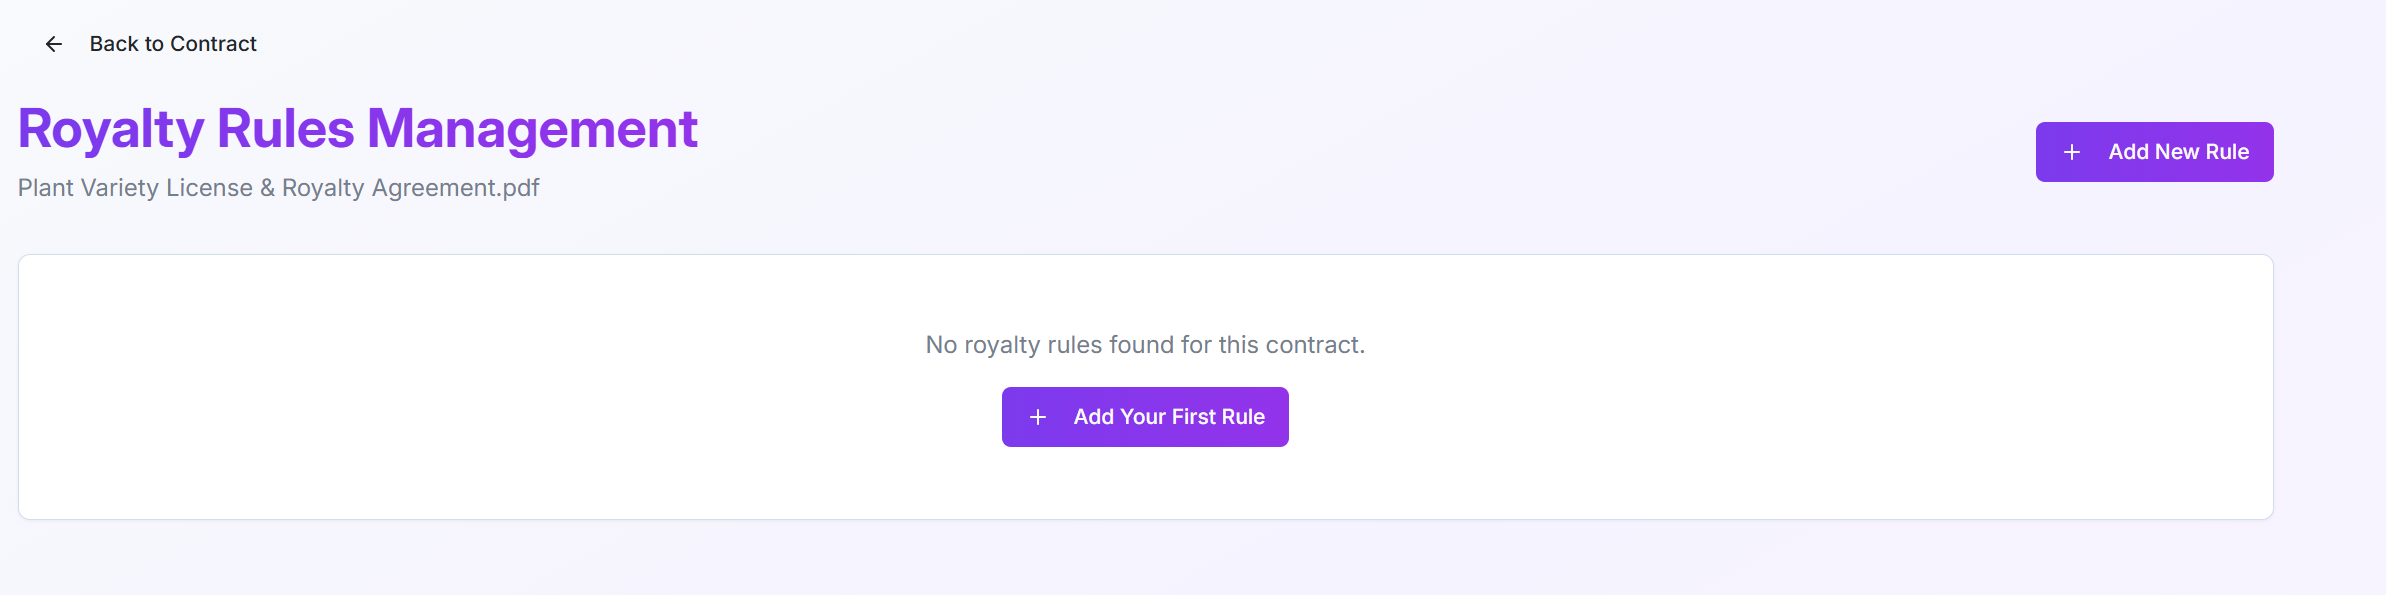 Back to Contract
Royalty Rules Management
Plant Variety License & Royalty Agreement.pdf
Add New Rule
No royalty rules found for this contract.
Add Your First Rule